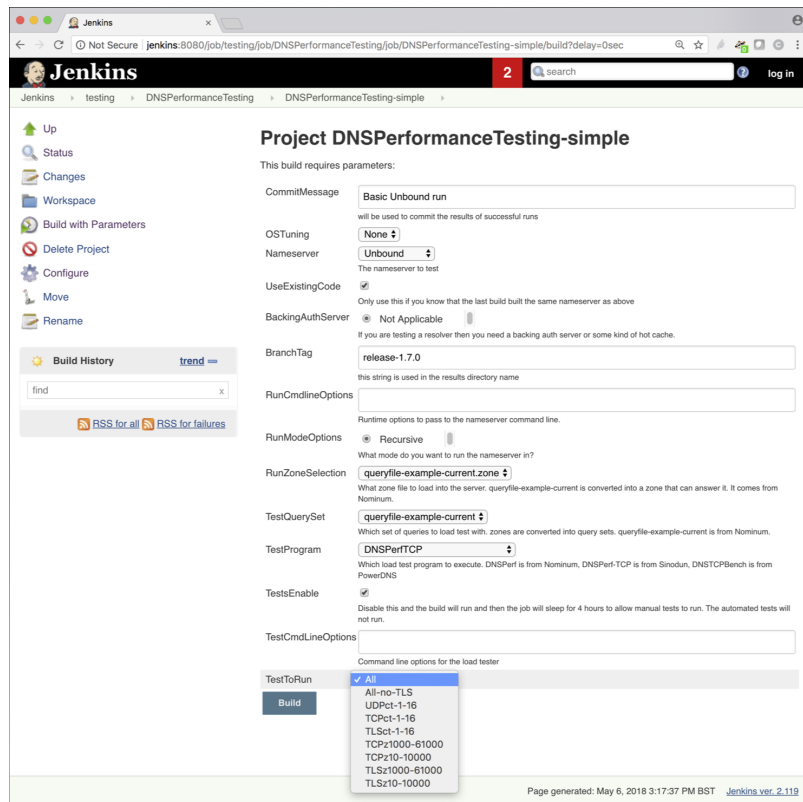 Jenkins
Not Secure jenkins:8080/job/testing/job/DNSPerformanceTesting/job/DNSPerformanceTesting-simple/build?delay=0sec
Jenkins
2
search
log in
Jenkins testing DNSPerformanceTesting DNSPerformanceTesting-simple
Up
Status
Changes
Workspace
Build with Parameters
Delete Project
Configure
Move
Rename
Build History trend
find x
RSS for all RSS for failures
Project DNSPerformanceTesting-simple
This build requires parameters:
CommitMessage Basic Unbound run
will be used to commit the results of successful runs
OSTuning None
Nameserver Unbound
The nameserver to test
UseExistingCode
Only use this if you know that the last build built the same nameserver as above
BackingAuthServer Not Applicable
If you are testing a resolver then you need a backing auth server or some kind of hot cache.
BranchTag release-1.7.0
this string is used in the results directory name
RunCmdlineOptions
Runtime options to pass to the nameserver command line.
RunModeOptions Recursive
What mode do you want to run the nameserver in?
RunZoneSelection queryfile-example-current.zone
What zone file to load into the server. queryfile-example-current is converted into a zone that can answer it. It comes from
Nominum.
TestQuerySet queryfile-example-current
Which set of queries to load test with. zones are converted into query sets. queryfile-example-current is from Nominum.
TestProgram DNSPerfTCP
Which load test program to execute. DNSPerf is from Nominum, DNSPerf-TCP is from Sinodun, DNSTCPBench is from
PowerDNS
TestsEnable
Disable this and the build will run and then the job will sleep for 4 hours to allow manual tests to run. The automated tests will
not run.
TestCmdLineOptions
Command line options for the load tester
TestToRun ✓ All
All-no-TLS
Build
UDPct-1-16
TCPct-1-16
TLSct-1-16
TCPz1000-61000
TCPz10-10000
TLSz1000-61000
TLSz10-10000
Page generated: May 6, 2018 3:17:37 PM BST Jenkins ver. 2.119